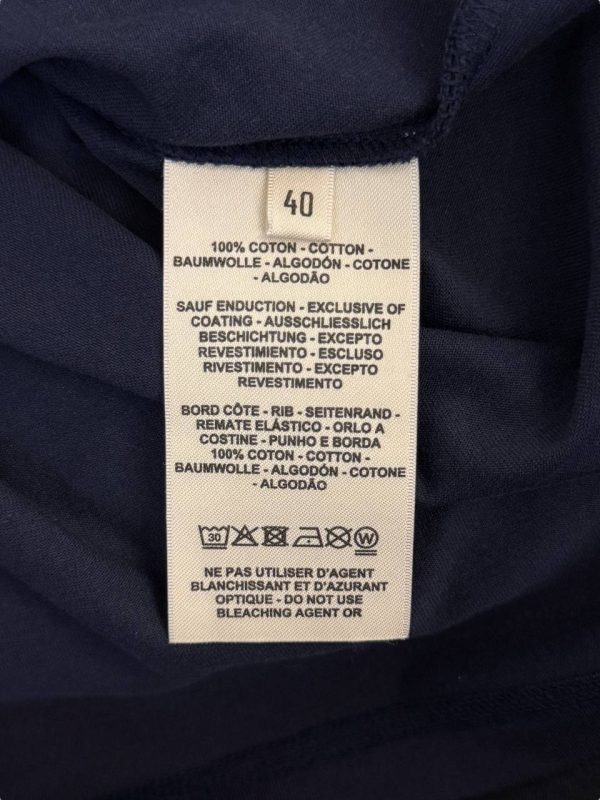 40
100% COTON - COTTON -
BAUMWOLLE - ALGODÓN - COTONE
- ALGODÃO
SAUF ENDUCTION - EXCLUSIVE OF
COATING - AUSSCHLIESSLICH
BESCHICHTUNG - EXCEPTO
REVESTIMIENTO - ESCLUSO
RIVESTIMENTO - EXCEPTO
REVESTIMENTO
BORD CÔTE - RIB - SEITENRAND -
REMATE ELÁSTICO - ORLO A
COSTINE - PUNHO E BORDA
100% COTON - COTTON -
BAUMWOLLE - ALGODÓN - COTONE
- ALGODÃO
30 W
NE PAS UTILISER D'AGENT
BLANCHISSANT ET D'AZURANT
OPTIQUE - DO NOT USE
BLEACHING AGENT OR